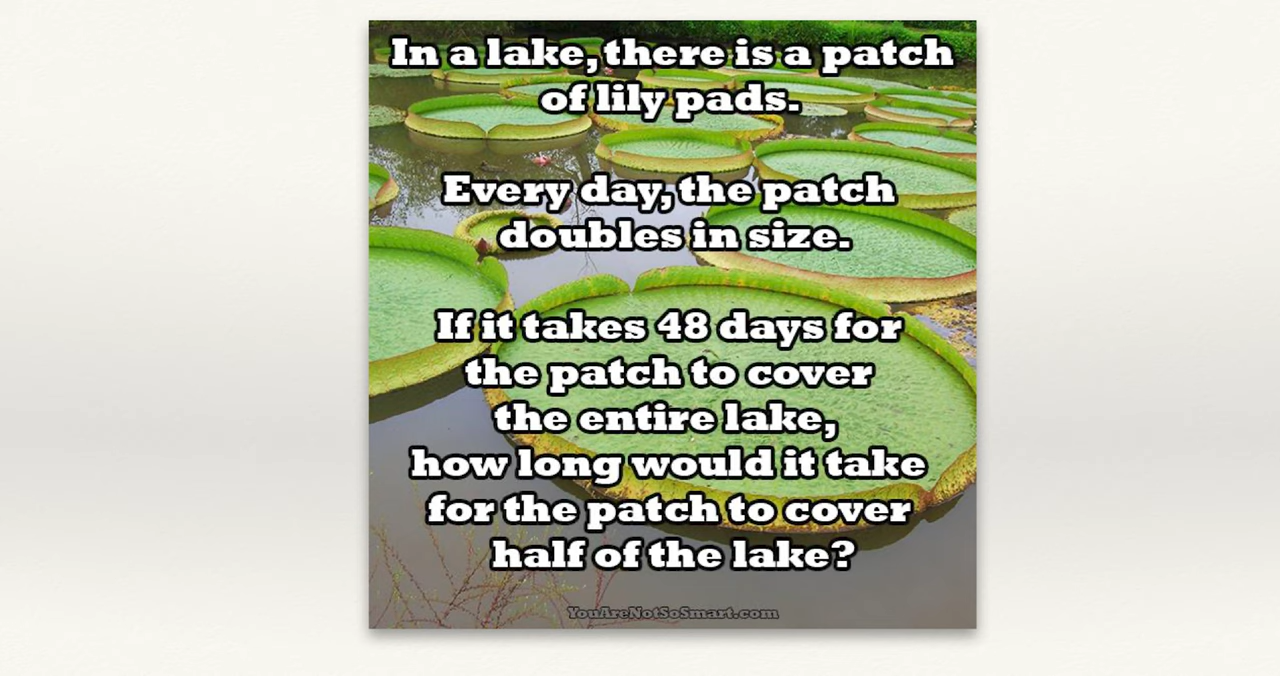 In a lake, there is a patch
of lily pads.
Every day, the patch
doubles in size.
If it takes 48 days for
the patch to cover
the entire lake,
how long would it take
for the patch to cover
half of the lake?
YouAreNotSoSmart.com